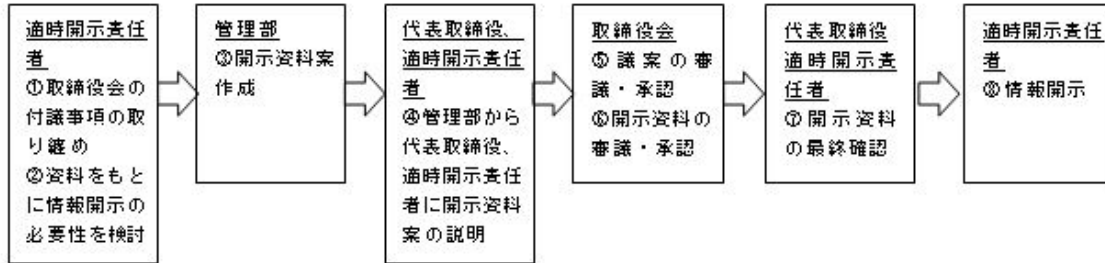 適時開示責任
者
①取締役会の
付議事項の取
り纏め
②資料をもと
に情報開示の
必要性を検討
管理部
③開示資料案
作成
代表取締役、
適時開示責任
者
④管理部から
代表取締役、
適時開示責任
者に開示資料
案の説明
取締役会
⑤議案の審
議・承認
⑥開示資料の
審議・承認
代表取締役
適時開示責
任者
⑦開示資料
の最終確認
適時開示責任
者
⑧情報開示